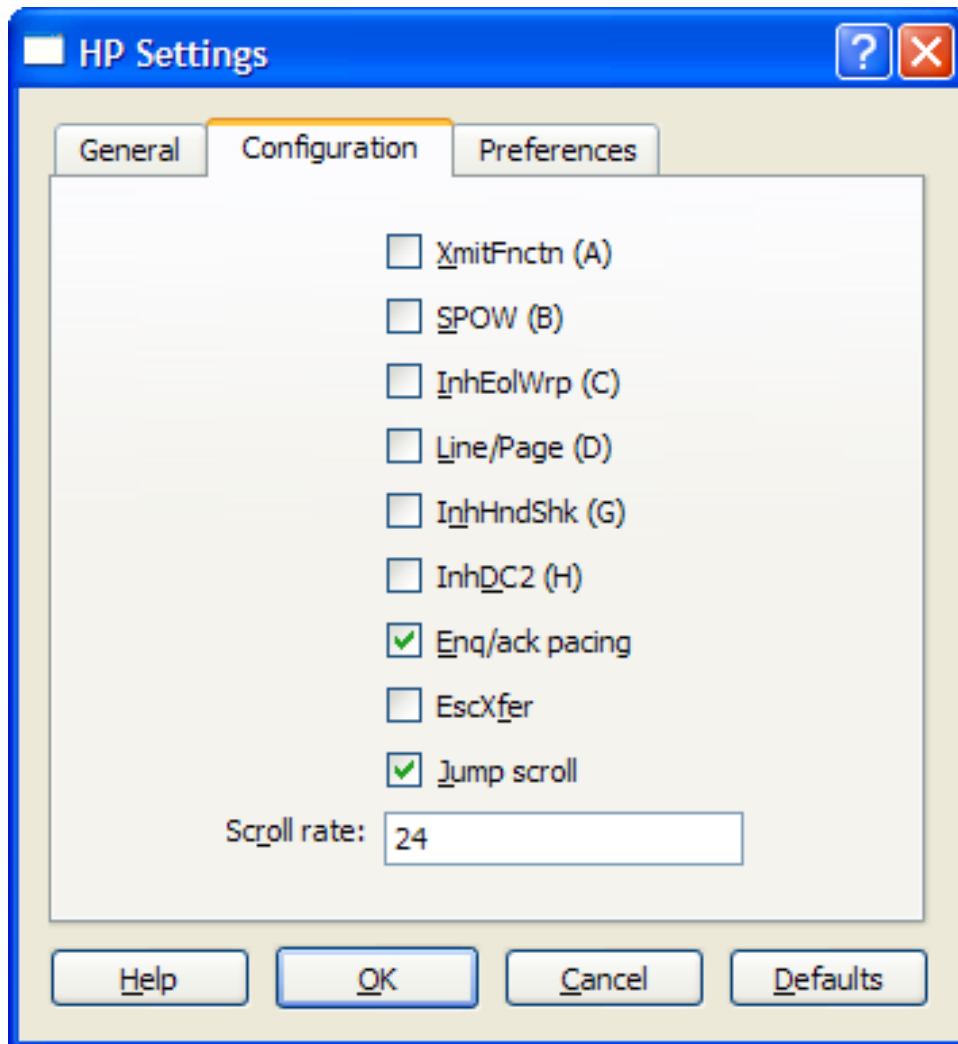 HP Settings
General Configuration Preferences
XmitFnctn (A)
SPOW (B)
InhEolWrp (C)
Line/Page (D)
InhHndShk (G)
InhDC2 (H)
Enq/ack pacing
EscXfer
Jump scroll
Scroll rate: 24
Help OK Cancel Defaults